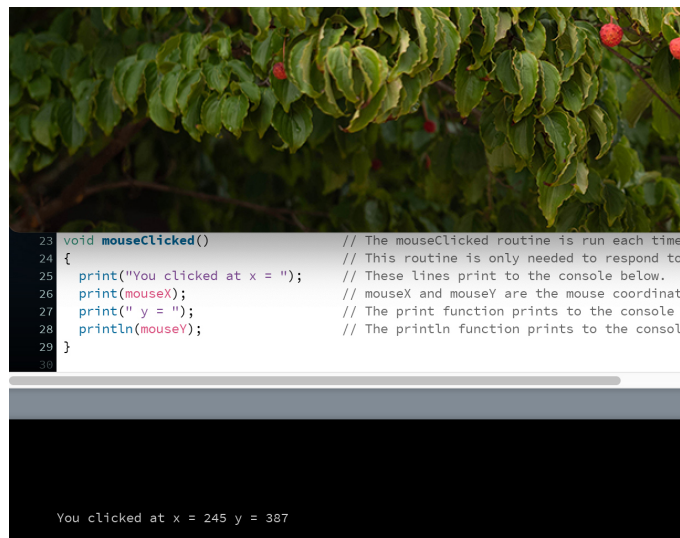 23 void mouseClicked() // The mouseClicked routine is run each time
24 { // This routine is only needed to respond to
25 print("You clicked at x = "); // These lines print to the console below.
26 print(mouseX); // mouseX and mouseY are the mouse coordinat
27 print(" y = "); // The print function prints to the console
28 println(mouseY); // The println function prints to the consol
29 }
30
You clicked at x = 245 y = 387